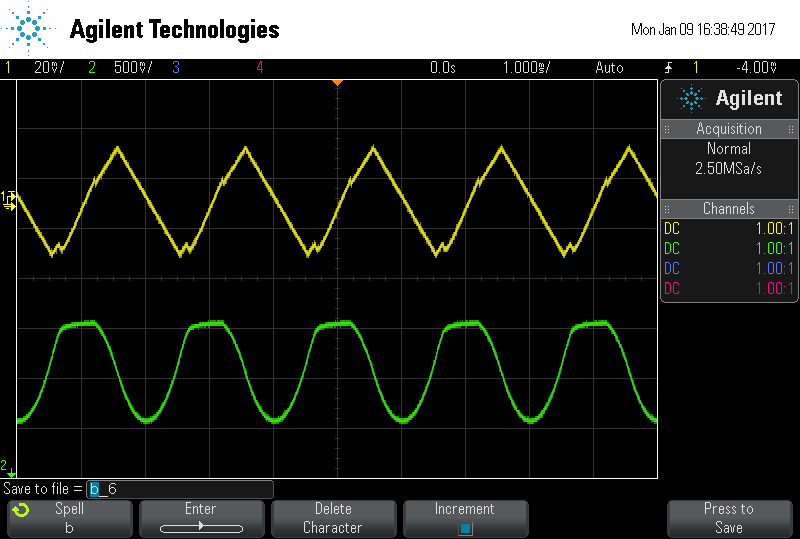 Agilent Technologies
Mon Jan 09 16:38:49 2017
1 20mV/ 2 500mV/ 3 4 0.0s 1.000ms/ Auto 1 -4.00mV
Agilent
Acquisition
Normal
2.50MSa/s
Channels
DC 1.00:1
DC 1.00:1
DC 1.00:1
DC 1.00:1
1
2
Save to file = b_6
Spell
b
Enter
Delete
Character
Increment
Press to
Save